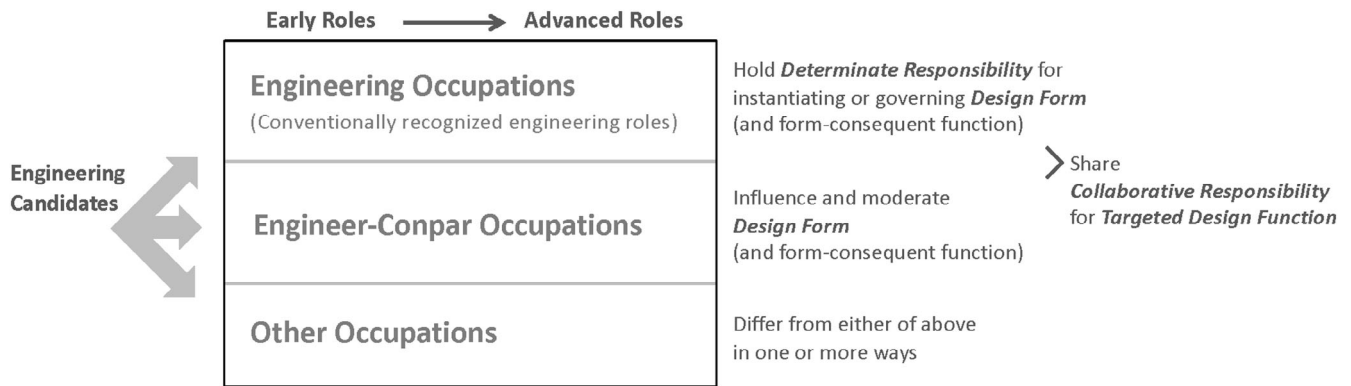 Early Roles
Advanced Roles
Engineering
Candidates
Engineering Occupations
(Conventionally recognized engineering roles)
Hold Determinate Responsibility for
instantiating or governing Design Form
(and form-consequent function)
Engineer-Conpar Occupations
Influence and moderate
Design Form
(and form-consequent function)
Share
Collaborative Responsibility
for Targeted Design Function
Other Occupations
Differ from either of above
in one or more ways